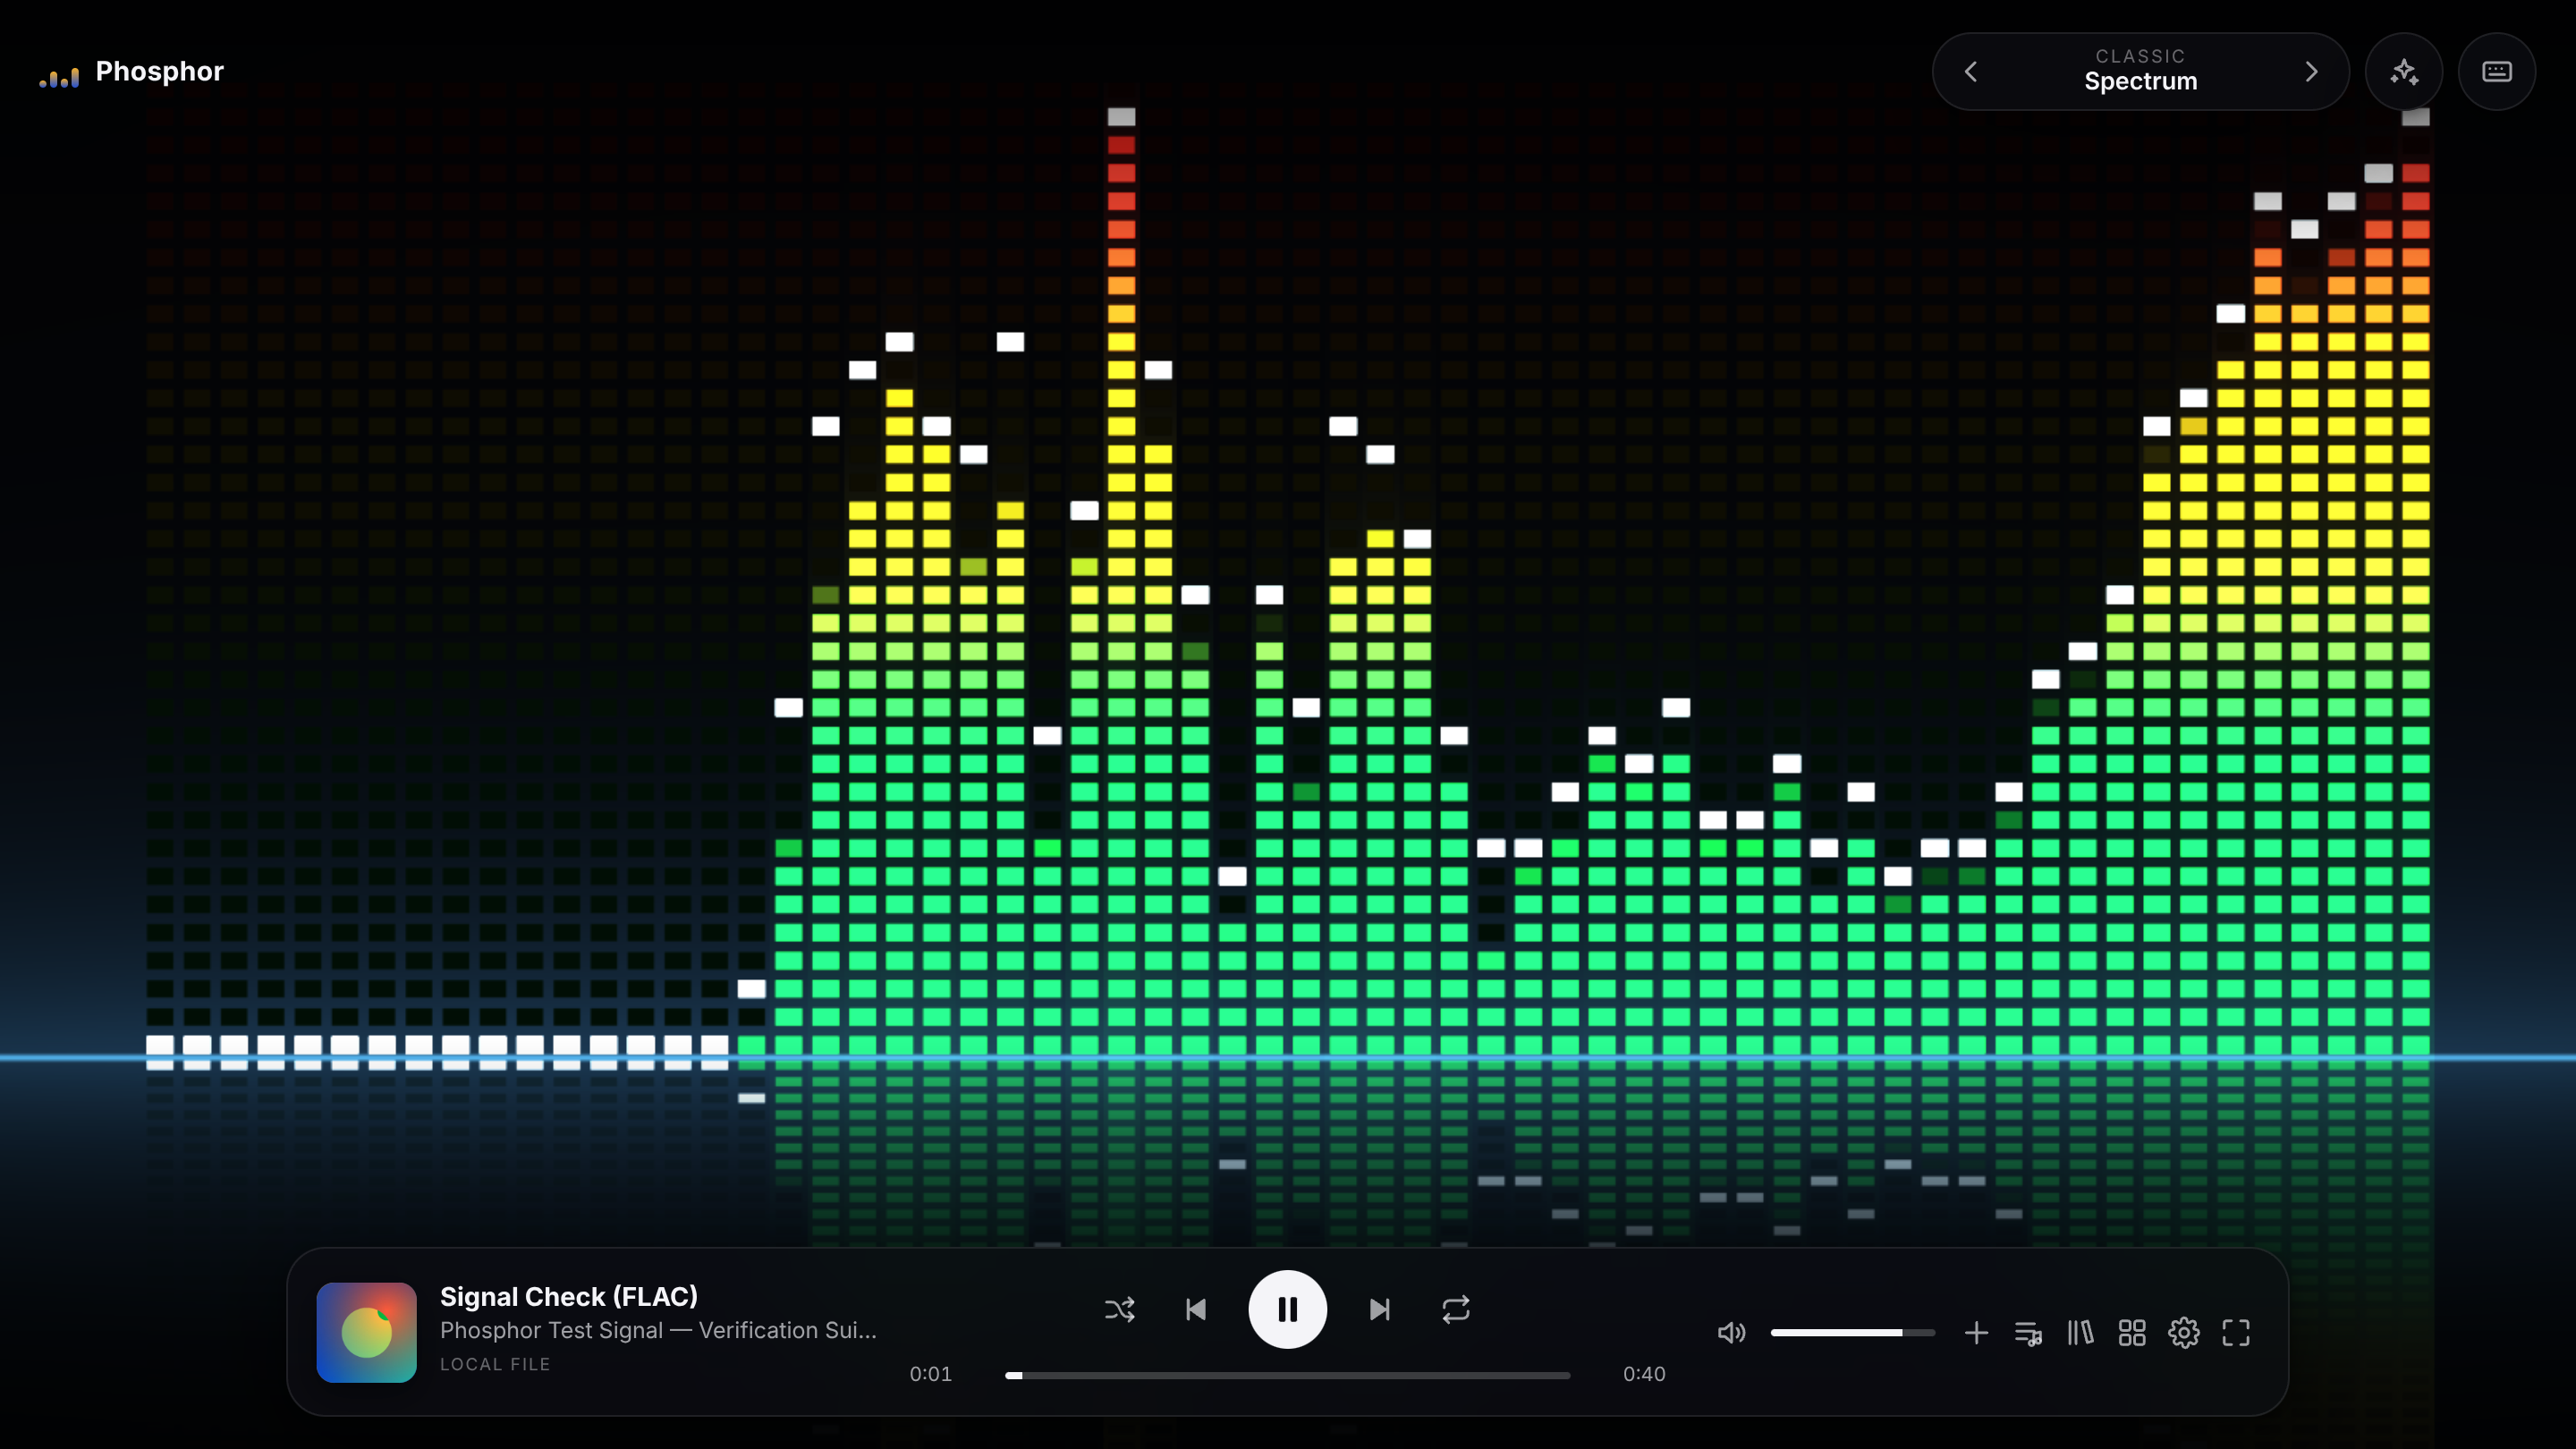 Phosphor
CLASSIC
Spectrum
Signal Check (FLAC)
Phosphor Test Signal — Verification Sui...
LOCAL FILE
0:01
0:40